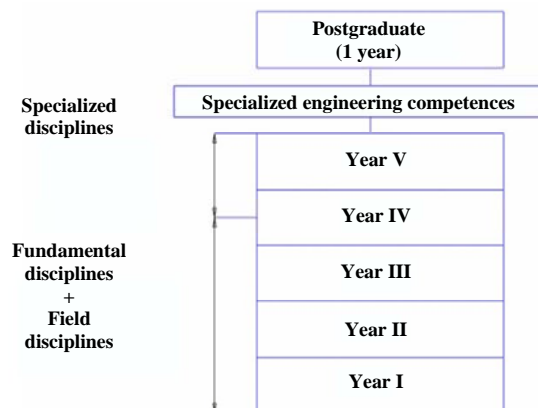 Postgraduate
(1 year)
Specialized engineering competences
Specialized
disciplines
Year V
Year IV
Fundamental
disciplines
+
Field
disciplines
Year III
Year II
Year I